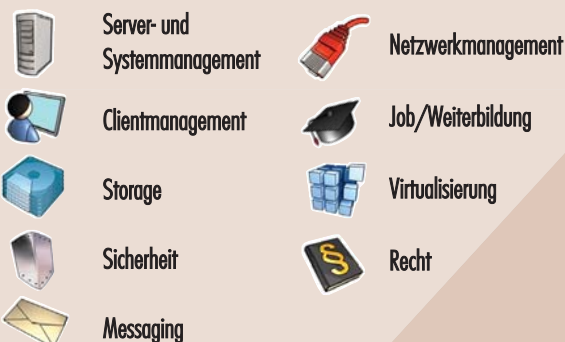 Server- und
Systemmanagement
Clientmanagement
Storage
Sicherheit
Messaging
Netzwerkmanagement
Job/Weiterbildung
Virtualisierung
§
Recht